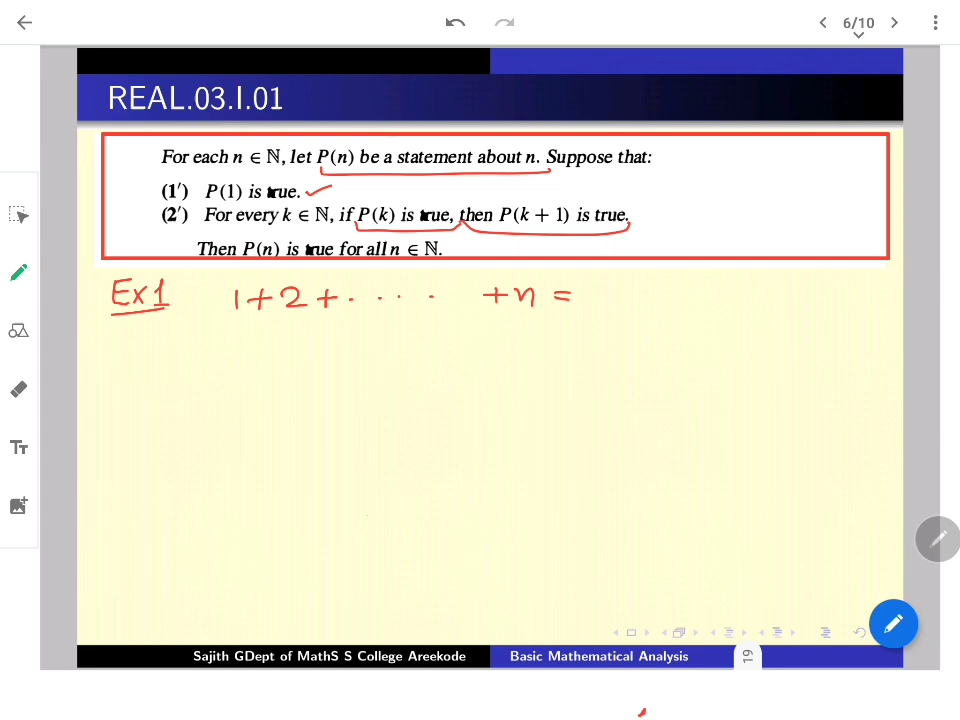 6/10
REAL.03.I.01
For each n ∈ ℕ, let P(n) be a statement about n. Suppose that:
(1′) P(1) is true.
(2′) For every k ∈ ℕ, if P(k) is true, then P(k + 1) is true.
Then P(n) is true for all n ∈ ℕ.
Ex1 1+2+.... +n =
Tт
Sajith GDept of MathS S College Areekode Basic Mathematical Analysis 19